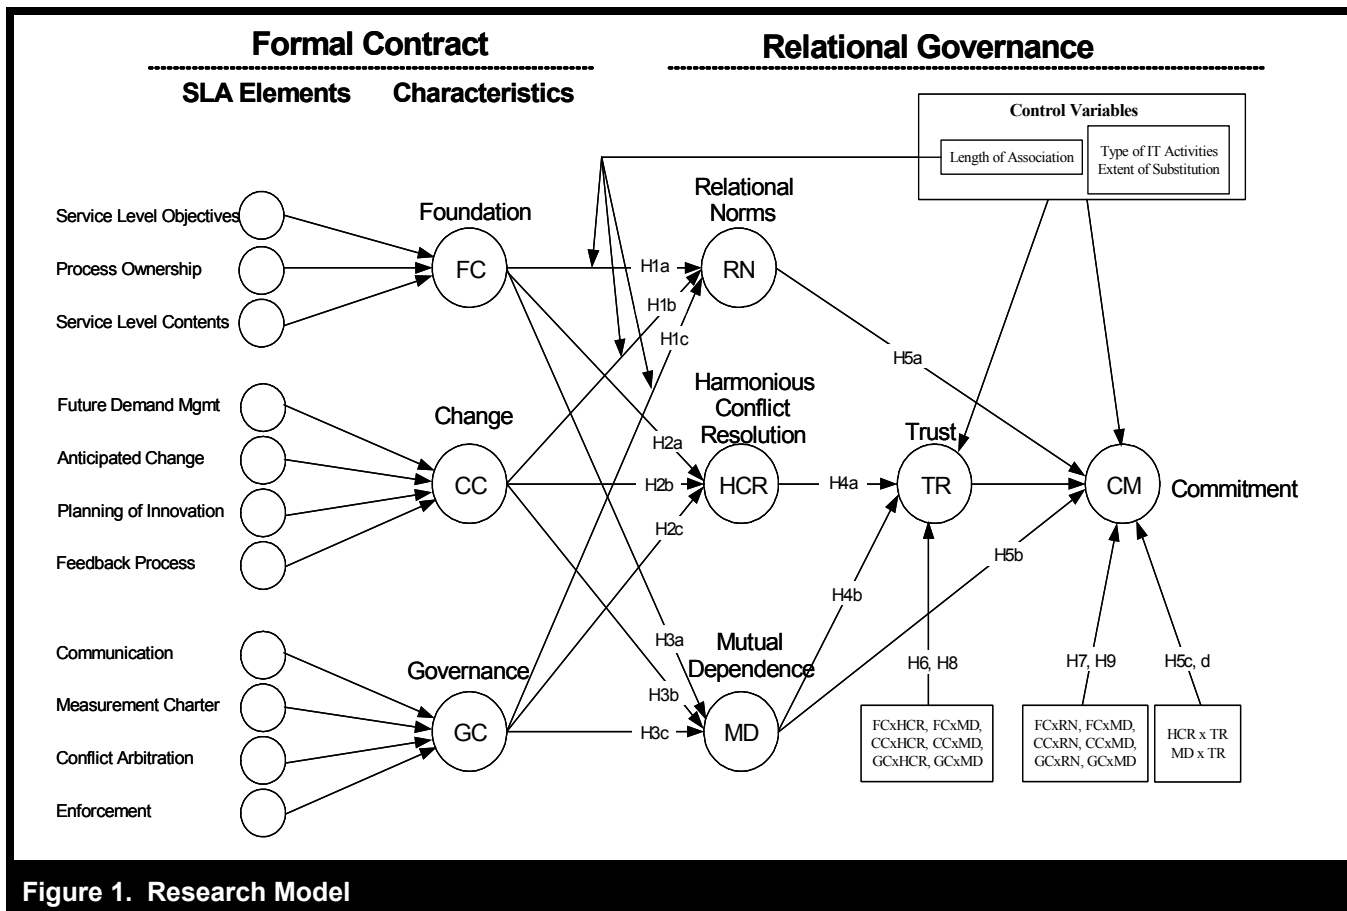 Formal Contract
Relational Governance
SLA Elements
Characteristics
Control Variables
Length of Association
Type of IT Activities
Extent of Substitution
Service Level Objectives
Process Ownership
Service Level Contents
Foundation
FC
Relational
Norms
RN
H1a
H1b
H1c
H5a
Future Demand Mgmt
Anticipated Change
Planning of Innovation
Feedback Process
Change
CC
Harmonious
Conflict
Resolution
HCR
H2a
H2b
H2c
H4a
Trust
TR
CM
Commitment
H5b
H4b
Communication
Measurement Charter
Conflict Arbitration
Enforcement
Governance
GC
H3a
H3b
H3c
Mutual
Dependence
MD
H6, H8
H7, H9
H5c, d
FCxHCR, FCxMD,
CCxHCR, CCxMD,
GCxHCR, GCxMD
FCxRN, FCxMD,
CCxRN, CCxMD,
GCxRN, GCxMD
HCR x TR
MD x TR
Figure 1. Research Model